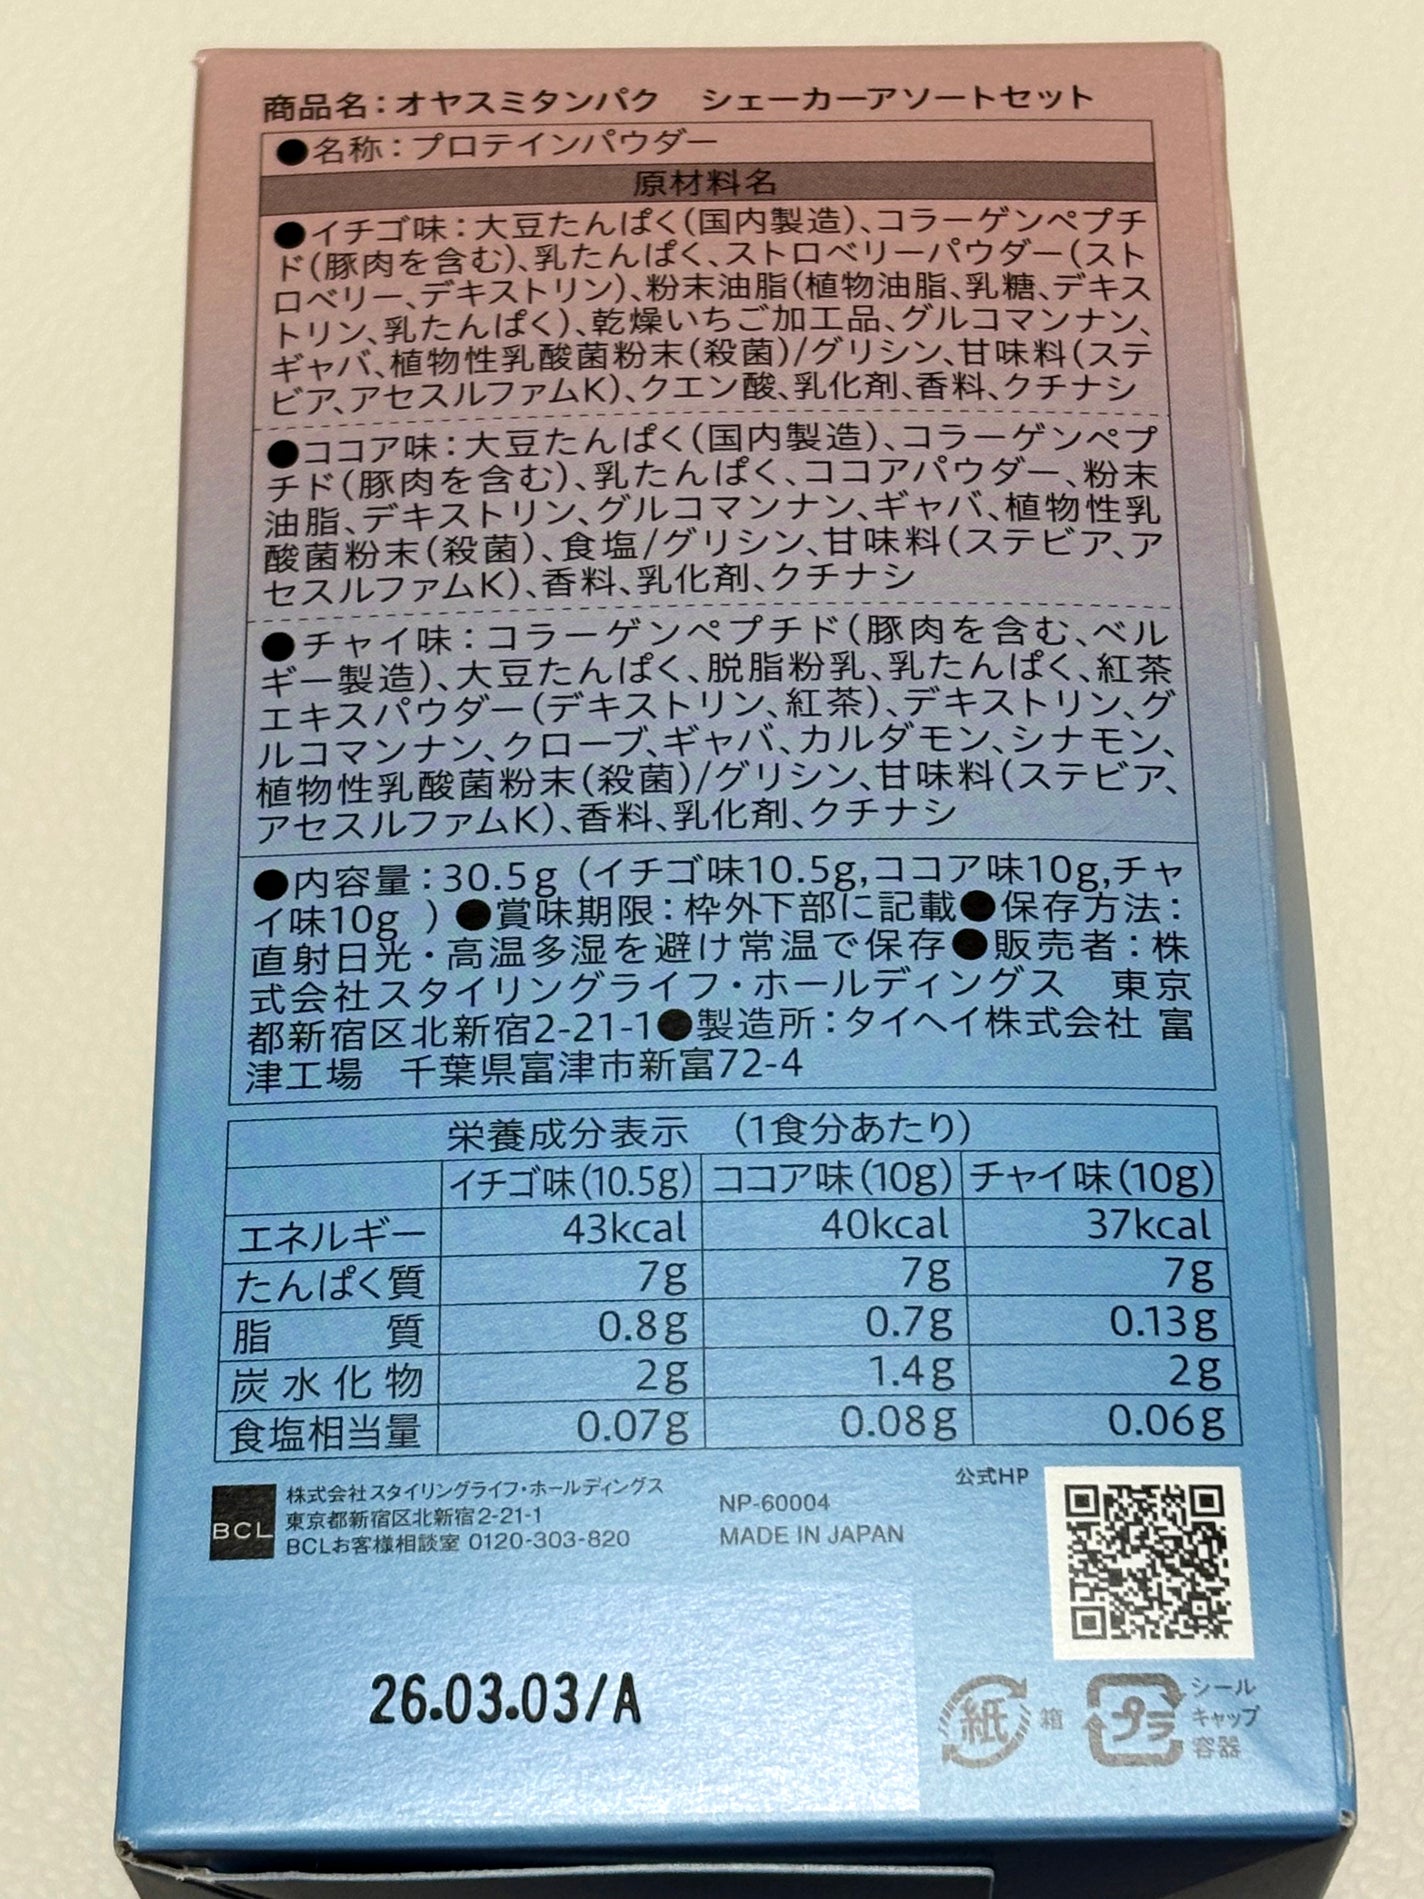 商品名：オヤスミタンパク　シェーカーアソートセット
●名称：プロテインパウダー
原材料名
●イチゴ味：大豆たんぱく(国内製造)、コラーゲンペプチ
ド(豚肉を含む)、乳たんぱく、ストロベリーパウダー(スト
ロベリー、デキストリン)、粉末油脂(植物油脂、乳糖、デキス
トリン、乳たんぱく)、乾燥いちご加工品、グルコマンナン、
ギャバ、植物性乳酸菌粉末(殺菌)/グリシン、甘味料(ステ
ビア、アセスルファムK)、クエン酸、乳化剤、香料、クチナシ
●ココア味：大豆たんぱく(国内製造)、コラーゲンペプ
チド(豚肉を含む)、乳たんぱく、ココアパウダー、粉末
油脂、デキストリン、グルコマンナン、ギャバ、植物性乳
酸菌粉末(殺菌)、食塩/グリシン、甘味料(ステビア、ア
セスルファムK)、香料、乳化剤、クチナシ
●チャイ味：コラーゲンペプチド(豚肉を含む、ベル
ギー製造)、大豆たんぱく、脱脂粉乳、乳たんぱく、紅茶
エキスパウダー(デキストリン、紅茶)、デキストリン、グ
ルコマンナン、クローブ、ギャバ、カルダモン、シナモン、
植物性乳酸菌粉末(殺菌)/グリシン、甘味料(ステビア、
アセスルファムK)、香料、乳化剤、クチナシ
●内容量：30.5g (イチゴ味10.5g,ココア味10g,チャ
イ味10g )●賞味期限：枠外下部に記載●保存方法：
直射日光・高温多湿を避け常温で保存●販売者：株
式会社スタイリングライフ・ホールディングス　東京
都新宿区北新宿2-21-1●製造所：タイヘイ株式会社 富
津工場　千葉県富津市新富72-4
栄養成分表示　(1食分あたり)
イチゴ味(10.5g) ココア味(10g) チャイ味(10g)
エネルギー 43kcal 40kcal 37kcal
たんぱく質 7g 7g 7g
脂質 0.8g 0.7g 0.13g
炭水化物 2g 1.4g 2g
食塩相当量 0.07g 0.08g 0.06g
BCL
株式会社スタイリングライフ・ホールディングス
東京都新宿区北新宿2-21-1
BCLお客様相談室 0120-303-820
NP-60004
MADE IN JAPAN
公式HP
26.03.03/A
紙 箱
プラ シール
キャップ
容器